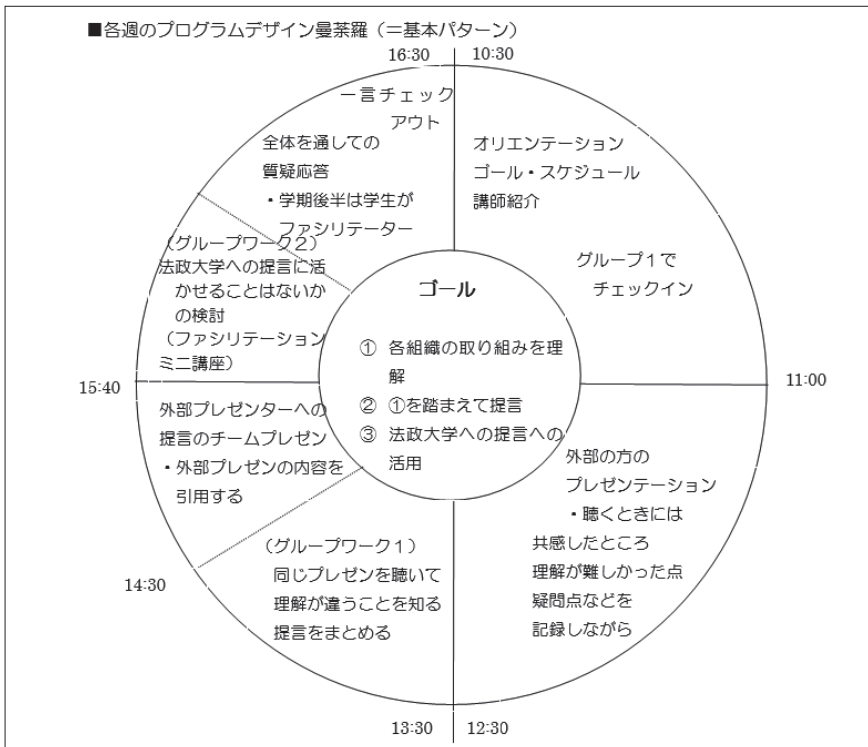 ■各週のプログラムデザイン曼荼羅（＝基本パターン）
16:30
10:30
オリエンテーション
ゴール・スケジュール
講師紹介
グループ１で
チェックイン
11:00
外部の方の
プレゼンテーション
・聴くときには
共感したところ
理解が難しかった点
疑問点などを
記録しながら
12:30
13:30
（グループワーク１）
同じプレゼンを聴いて
理解が違うことを知る
提言をまとめる
14:30
外部プレゼンターへの
提言のチームプレゼン
・外部プレゼンの内容を
引用する
15:40
（グループワーク２）
法政大学への提言に活
かせることはないか
の検討
（ファシリテーション
ミニ講座）
全体を通しての
質疑応答
・学期後半は学生が
ファシリテーター
一言チェック
アウト
ゴール
① 各組織の取り組みを理
解
② ①を踏まえて提言
③ 法政大学への提言への
活用